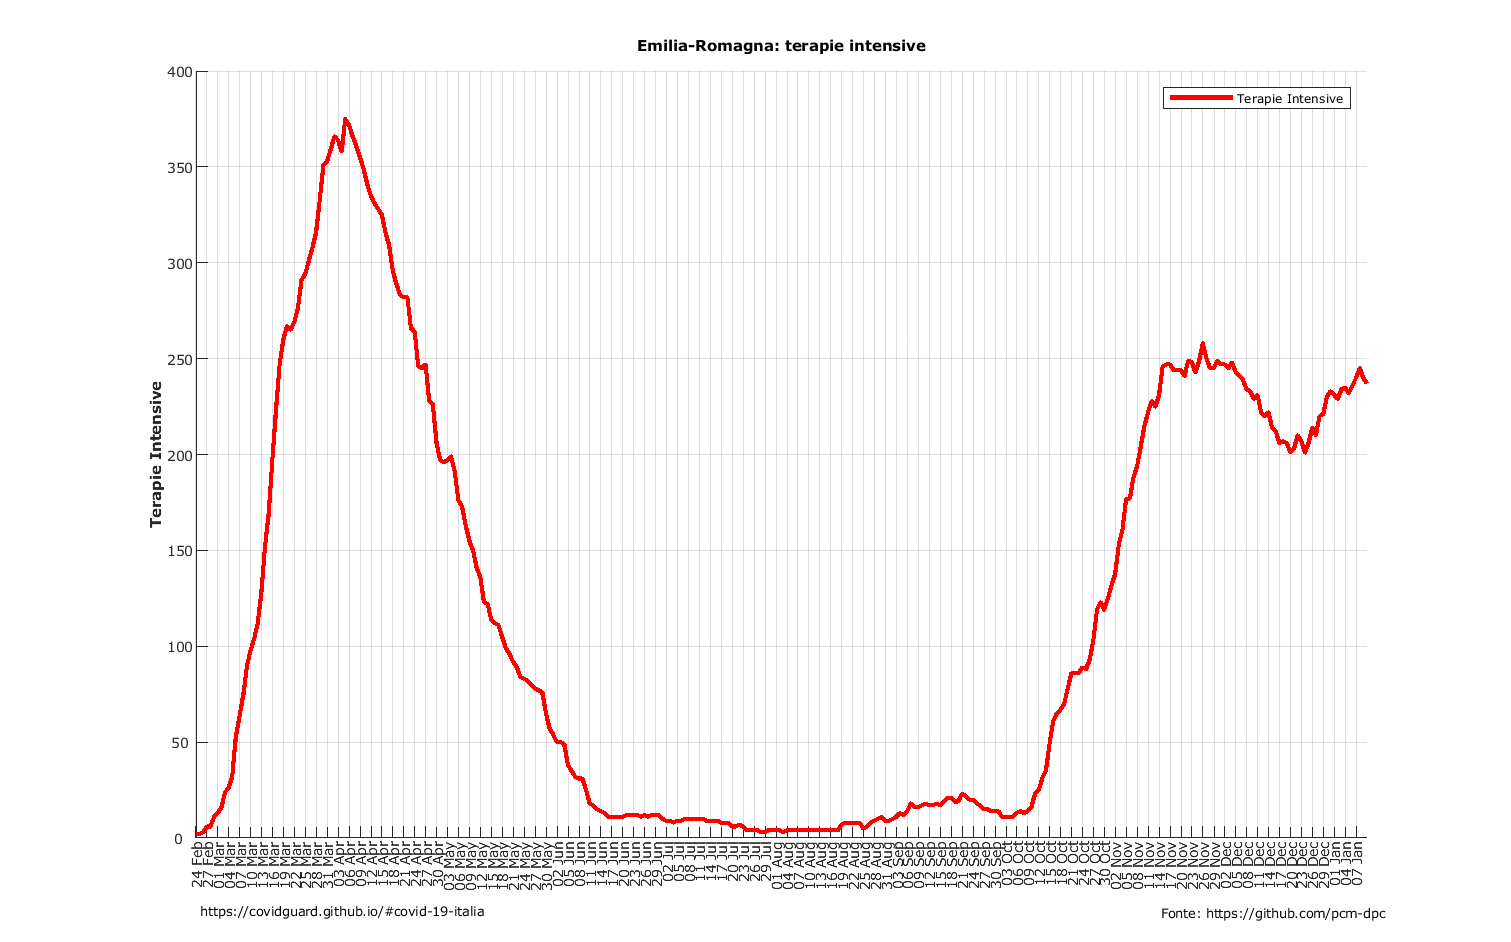 Emilia-Romagna: terapie intensive
Terapie Intensive
Terapie Intensive
400
350
300
250
200
150
100
50
0
24 Feb
27 Feb
01 Mar
04 Mar
07 Mar
10 Mar
13 Mar
16 Mar
19 Mar
22 Mar
25 Mar
28 Mar
31 Mar
03 Apr
06 Apr
09 Apr
12 Apr
15 Apr
18 Apr
21 Apr
24 Apr
27 Apr
30 Apr
03 May
06 May
09 May
12 May
15 May
18 May
21 May
24 May
27 May
30 May
02 Jun
05 Jun
08 Jun
11 Jun
14 Jun
17 Jun
20 Jun
23 Jun
26 Jun
29 Jun
02 Jul
05 Jul
08 Jul
11 Jul
14 Jul
17 Jul
20 Jul
23 Jul
26 Jul
29 Jul
01 Aug
04 Aug
07 Aug
10 Aug
13 Aug
16 Aug
19 Aug
22 Aug
25 Aug
28 Aug
31 Aug
03 Sep
06 Sep
09 Sep
12 Sep
15 Sep
18 Sep
21 Sep
24 Sep
27 Sep
30 Sep
03 Oct
06 Oct
09 Oct
12 Oct
15 Oct
18 Oct
21 Oct
24 Oct
27 Oct
30 Oct
02 Nov
05 Nov
08 Nov
11 Nov
14 Nov
17 Nov
20 Nov
23 Nov
26 Nov
29 Nov
02 Dec
05 Dec
08 Dec
11 Dec
14 Dec
17 Dec
20 Dec
23 Dec
26 Dec
29 Dec
01 Jan
04 Jan
07 Jan
https://covidguard.github.io/#covid-19-italia
Fonte: https://github.com/pcm-dpc